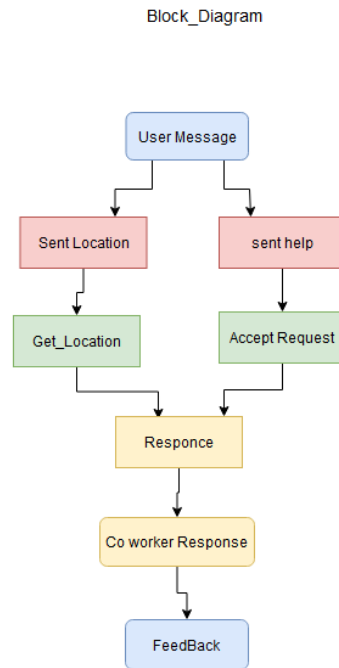 Block_Diagram
User Message
Sent Location
sent help
Get_Location
Accept Request
Responce
Co worker Response
FeedBack